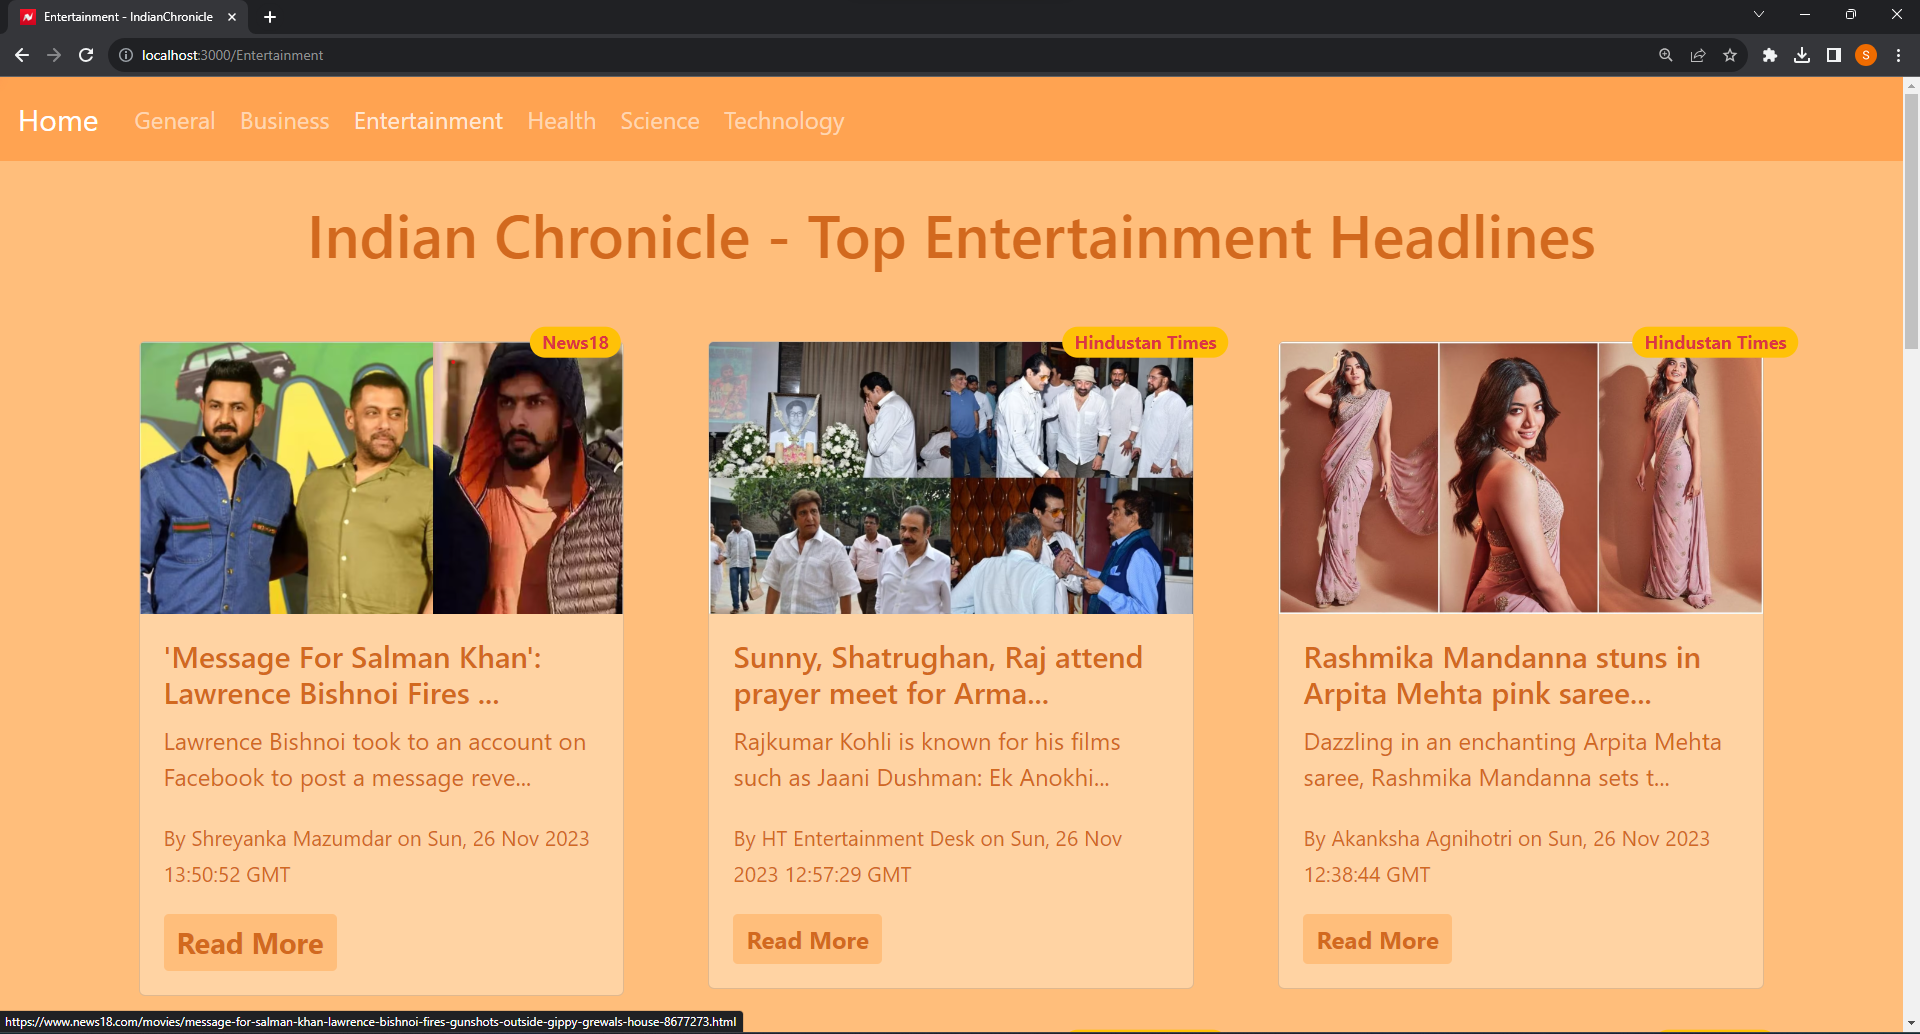 Entertainment - IndianChronicle
localhost:3000/Entertainment
S
Home General Business Entertainment Health Science Technology
Indian Chronicle - Top Entertainment Headlines
News18
'Message For Salman Khan':
Lawrence Bishnoi Fires ...
Lawrence Bishnoi took to an account on
Facebook to post a message reve...
By Shreyanka Mazumdar on Sun, 26 Nov 2023
13:50:52 GMT
Read More
Hindustan Times
Sunny, Shatrughan, Raj attend
prayer meet for Arma...
Rajkumar Kohli is known for his films
such as Jaani Dushman: Ek Anokhi...
By HT Entertainment Desk on Sun, 26 Nov
2023 12:57:29 GMT
Read More
Hindustan Times
Rashmika Mandanna stuns in
Arpita Mehta pink saree...
Dazzling in an enchanting Arpita Mehta
saree, Rashmika Mandanna sets t...
By Akanksha Agnihotri on Sun, 26 Nov 2023
12:38:44 GMT
Read More
https://www.news18.com/movies/message-for-salman-khan-lawrence-bishnoi-fires-gunshots-outside-gippy-grewals-house-8677273.html